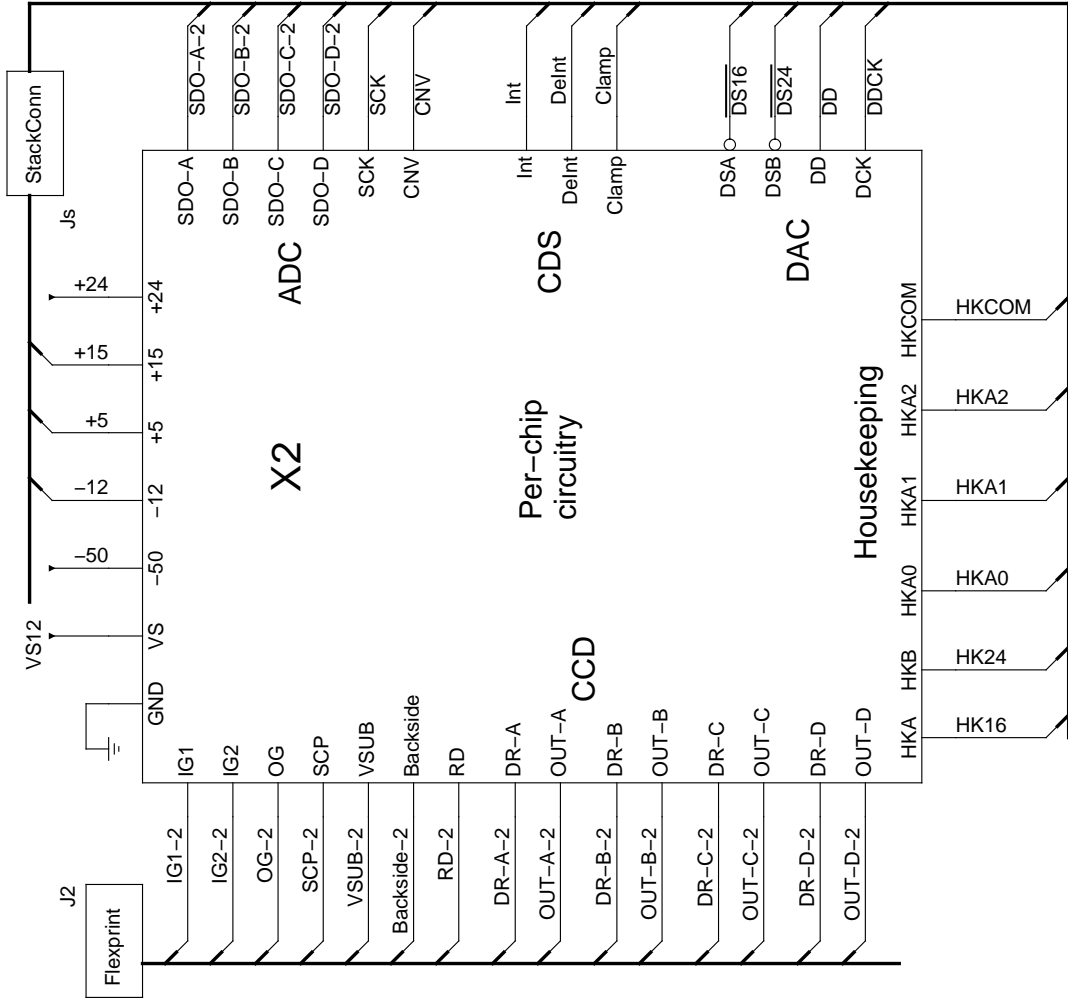 StackConn
Js
SDO-A-2
SDO-B-2
SDO-C-2
SDO-D-2
SCK
CNV
Int
DeInt
Clamp
DS16
DS24
DD
DDCK
SDO-A
SDO-B
SDO-C
SDO-D
SCK
CNV
Int
DeInt
Clamp
DSA
DSB
DD
DCK
ADC
CDS
DAC
VS12
−50
−12
+5
+15
+24
GND
VS
−50
−12
+5
+15
+24
X2
Per−chip
circuitry
Housekeeping
CCD
IG1
IG2
OG
SCP
VSUB
Backside
RD
DR−A
OUT−A
DR−B
OUT−B
DR−C
OUT−C
DR−D
OUT−D
HKA
HKB
HKA0
HKA1
HKA2
HKCOM
HK16
HK24
HKA0
HKA1
HKA2
HKCOM
IG1−2
IG2−2
OG−2
SCP−2
VSUB−2
Backside−2
RD−2
DR−A−2
OUT−A−2
DR−B−2
OUT−B−2
DR−C−2
OUT−C−2
DR−D−2
OUT−D−2
J2
Flexprint